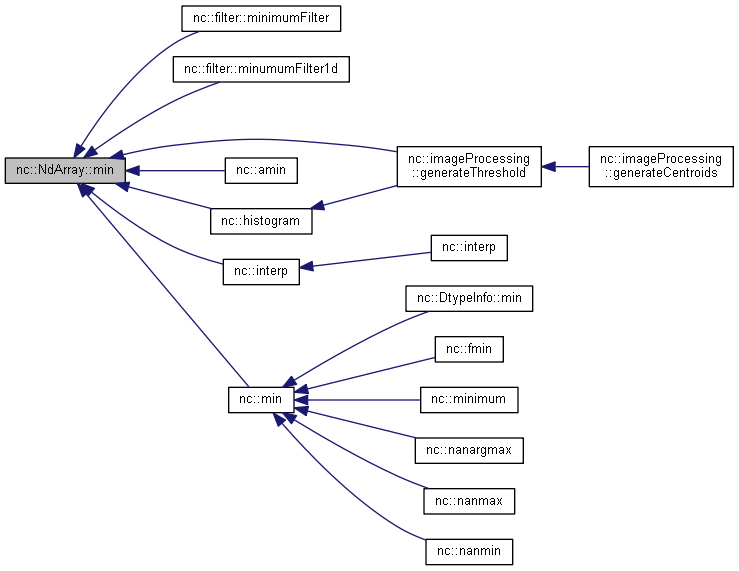 nc::filter::minimumFilter
nc::filter::minumumFilter1d
nc::imageProcessing
::generateThreshold
nc::imageProcessing
::generateCentroids
nc::NdArray::min
nc::amin
nc::histogram
nc::interp
nc::interp
nc::DtypeInfo::min
nc::fmin
nc::min
nc::minimum
nc::nanargmax
nc::nanmax
nc::nanmin